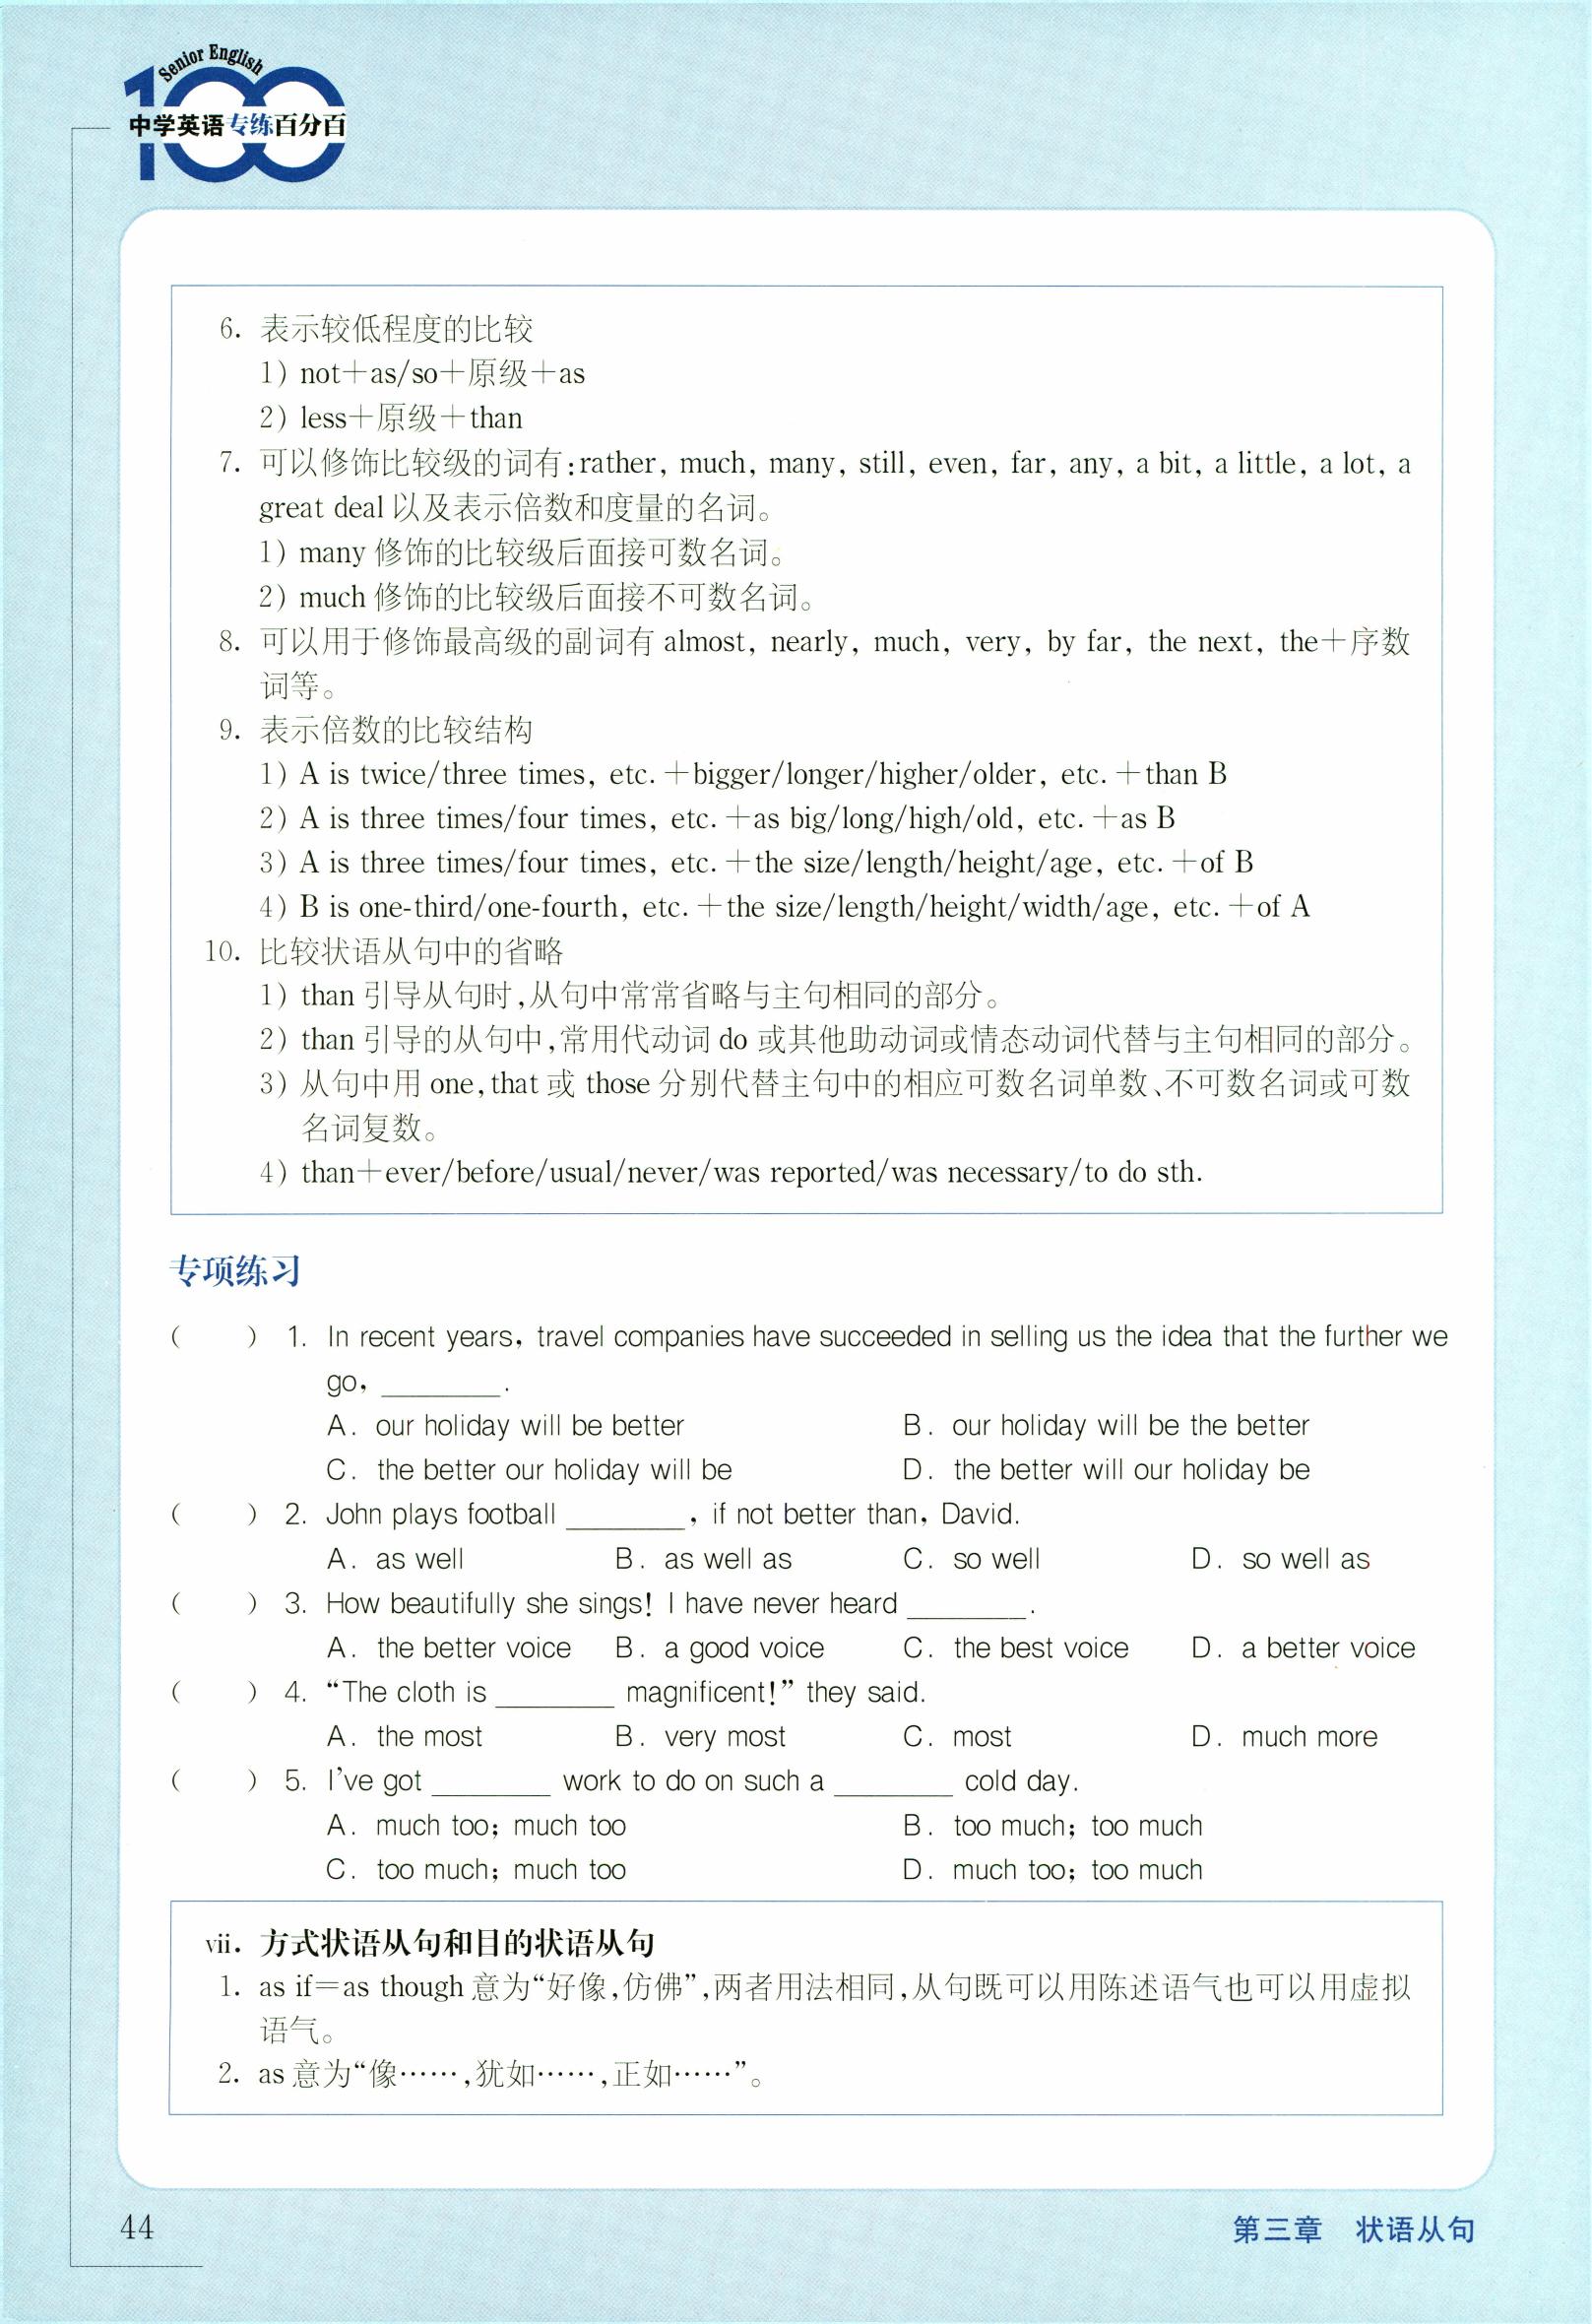 Senior English
100
中学英语专练百分百
6. 表示较低程度的比较
1) not＋as/so＋原级＋as
2) less＋原级＋than
7. 可以修饰比较级的词有:rather, much, many, still, even, far, any, a bit, a little, a lot, a
great deal 以及表示倍数和度量的名词。
1) many 修饰的比较级后面接可数名词。
2) much 修饰的比较级后面接不可数名词。
8. 可以用于修饰最高级的副词有 almost, nearly, much, very, by far, the next, the＋序数
词等。
9. 表示倍数的比较结构
1) A is twice/three times, etc. ＋bigger/longer/higher/older, etc. ＋than B
2) A is three times/four times, etc. ＋as big/long/high/old, etc. ＋as B
3) A is three times/four times, etc. ＋the size/length/height/age, etc. ＋of B
4) B is one-third/one-fourth, etc. ＋the size/length/height/width/age, etc. ＋of A
10. 比较状语从句中的省略
1) than 引导从句时,从句中常常省略与主句相同的部分。
2) than 引导的从句中,常用代动词 do 或其他助动词或情态动词代替与主句相同的部分。
3) 从句中用 one,that 或 those 分别代替主句中的相应可数名词单数、不可数名词或可数
名词复数。
4) than＋ever/before/usual/never/was reported/was necessary/to do sth.
专项练习
(    ) 1. In recent years, travel companies have succeeded in selling us the idea that the further we
go, ________.
A. our holiday will be better B. our holiday will be the better
C. the better our holiday will be D. the better will our holiday be
(    ) 2. John plays football ________, if not better than, David.
A. as well B. as well as C. so well D. so well as
(    ) 3. How beautifully she sings! I have never heard ________.
A. the better voice B. a good voice C. the best voice D. a better voice
(    ) 4. “The cloth is ________ magnificent!” they said.
A. the most B. very most C. most D. much more
(    ) 5. I've got ________ work to do on such a ________ cold day.
A. much too; much too B. too much; too much
C. too much; much too D. much too; too much
vii. 方式状语从句和目的状语从句
1. as if＝as though 意为“好像,仿佛”,两者用法相同,从句既可以用陈述语气也可以用虚拟
语气。
2. as 意为“像……,犹如……,正如……”。
44
第三章 状语从句